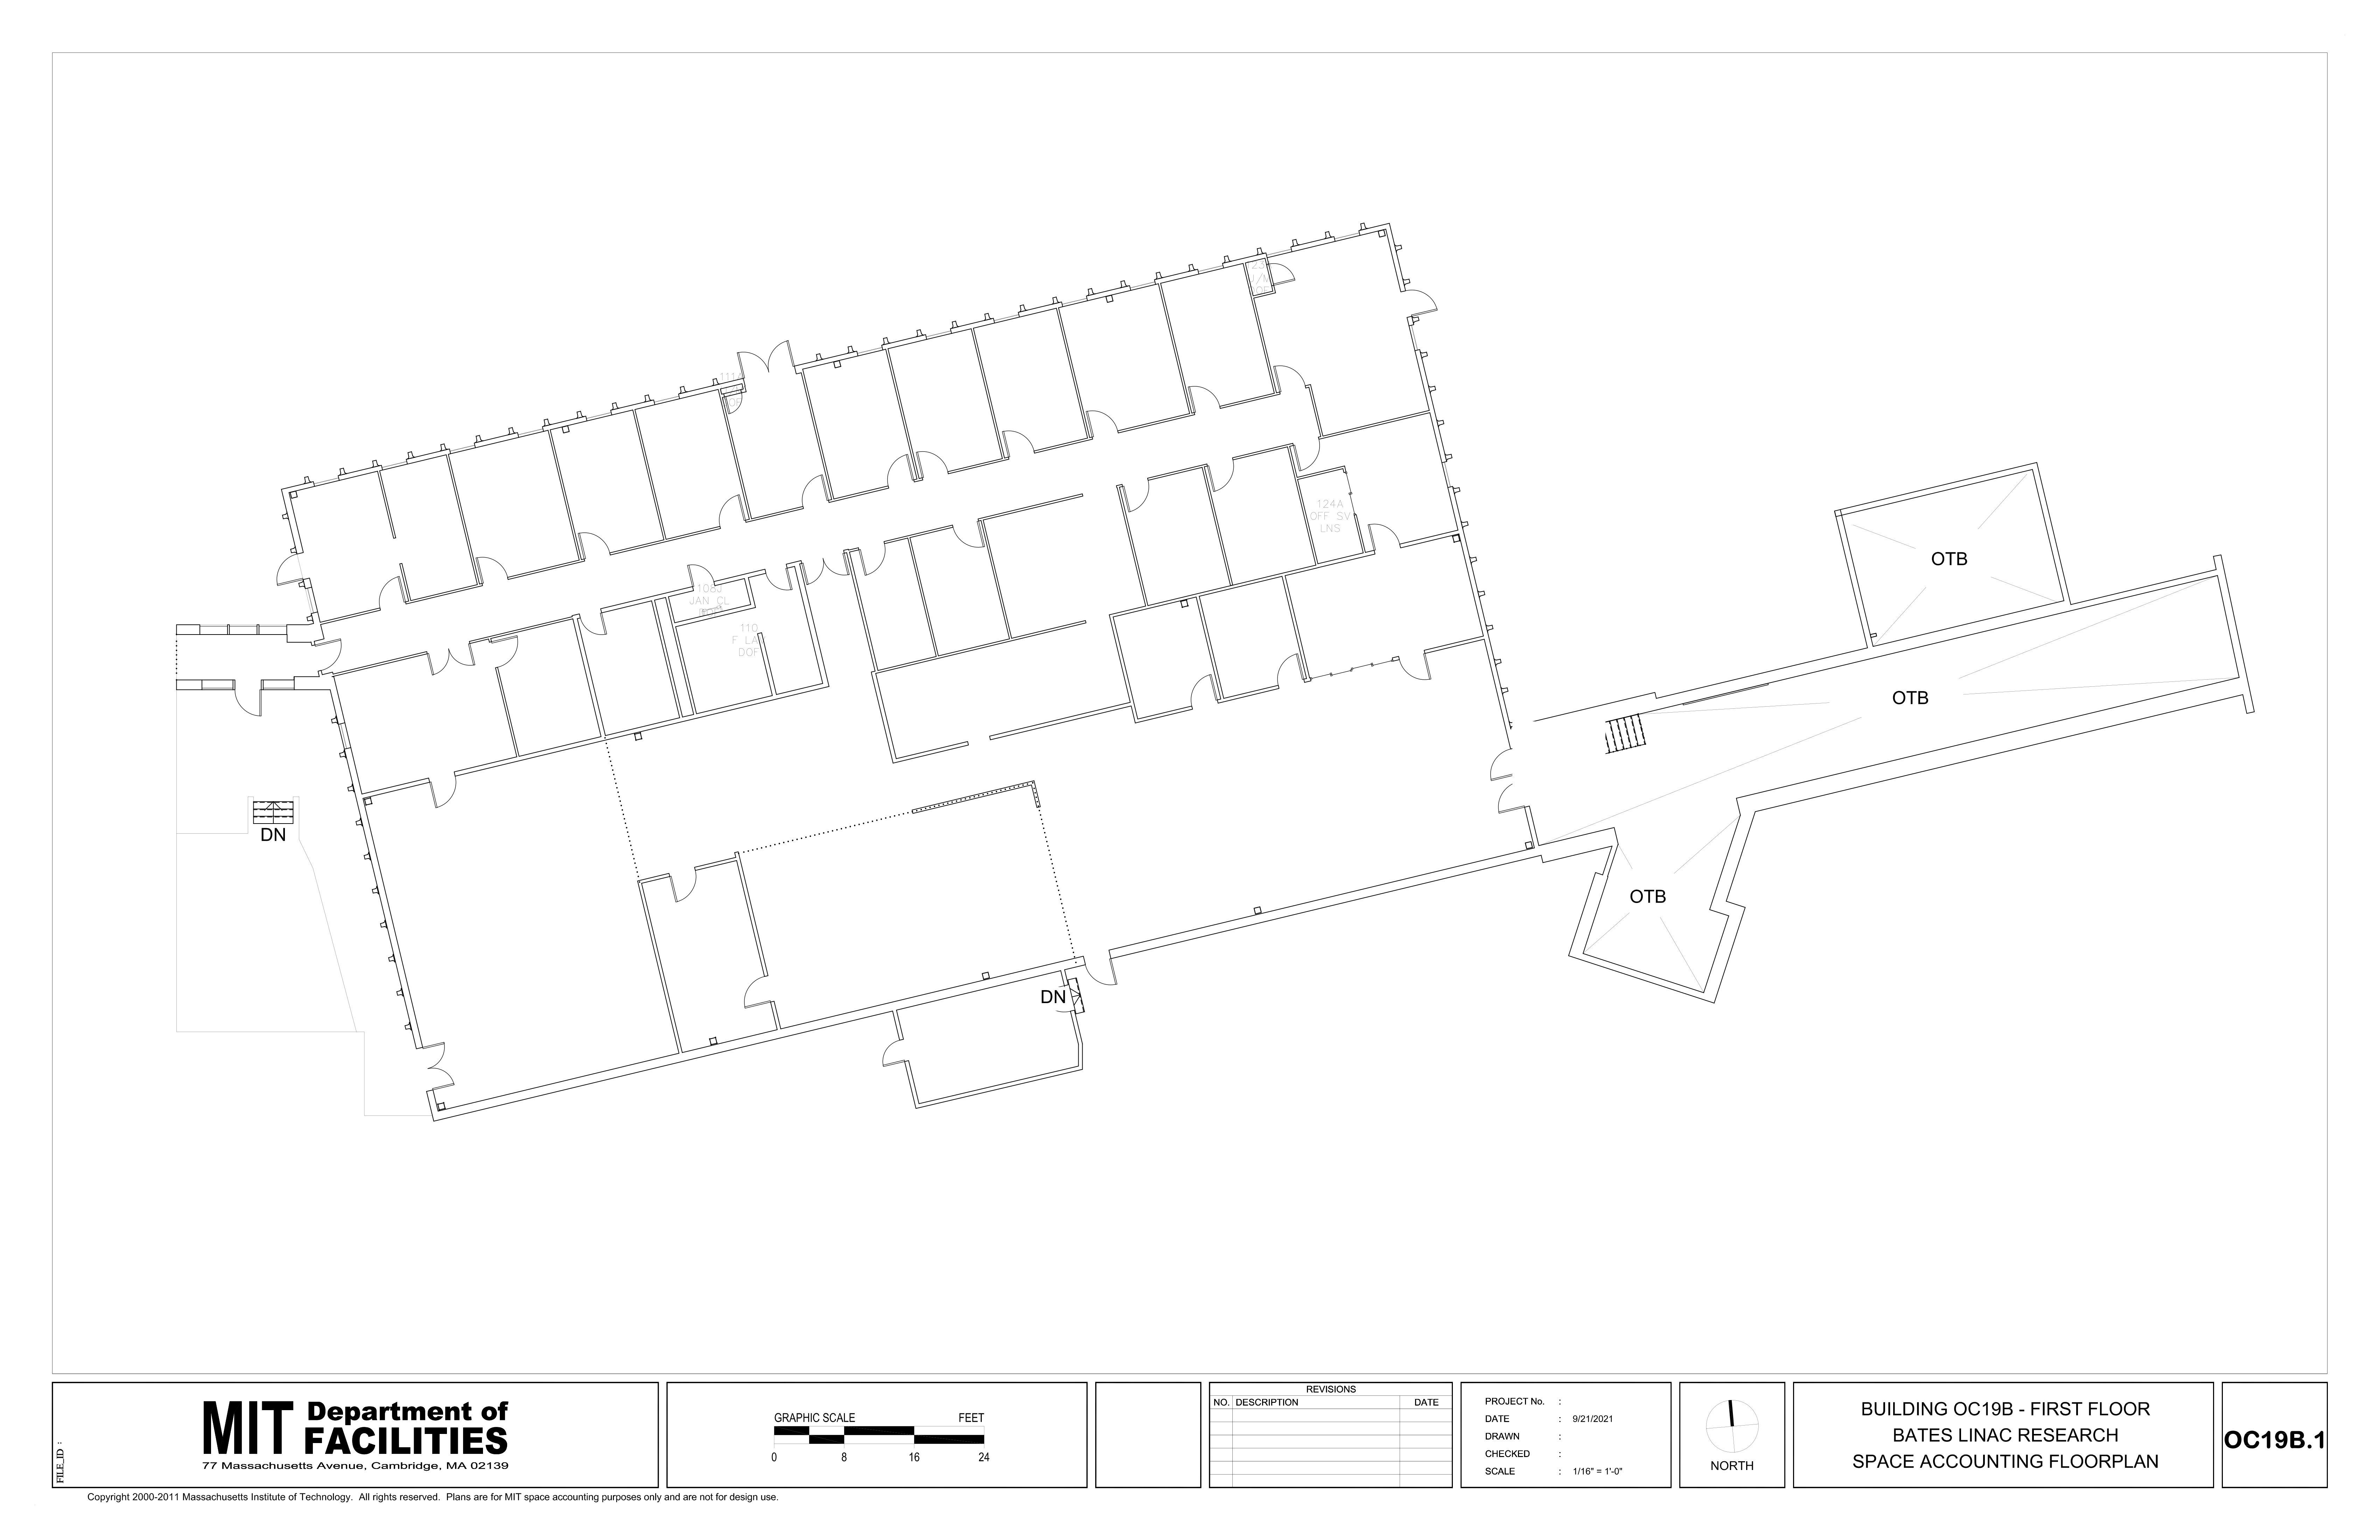 111A
124A
OFF SV
LNS
108J
JAN CL
110
F LA
DOF
OTB
OTB
OTB
DN
DN
FILE_ID :
MIT Department of
FACILITIES
77 Massachusetts Avenue, Cambridge, MA 02139
GRAPHIC SCALE FEET
0 8 16 24
REVISIONS
NO. DESCRIPTION DATE
PROJECT No. :
DATE : 9/21/2021
DRAWN :
CHECKED :
SCALE : 1/16" = 1'-0"
NORTH
BUILDING OC19B - FIRST FLOOR
BATES LINAC RESEARCH
SPACE ACCOUNTING FLOORPLAN
OC19B.1
Copyright 2000-2011 Massachusetts Institute of Technology. All rights reserved. Plans are for MIT space accounting purposes only and are not for design use.